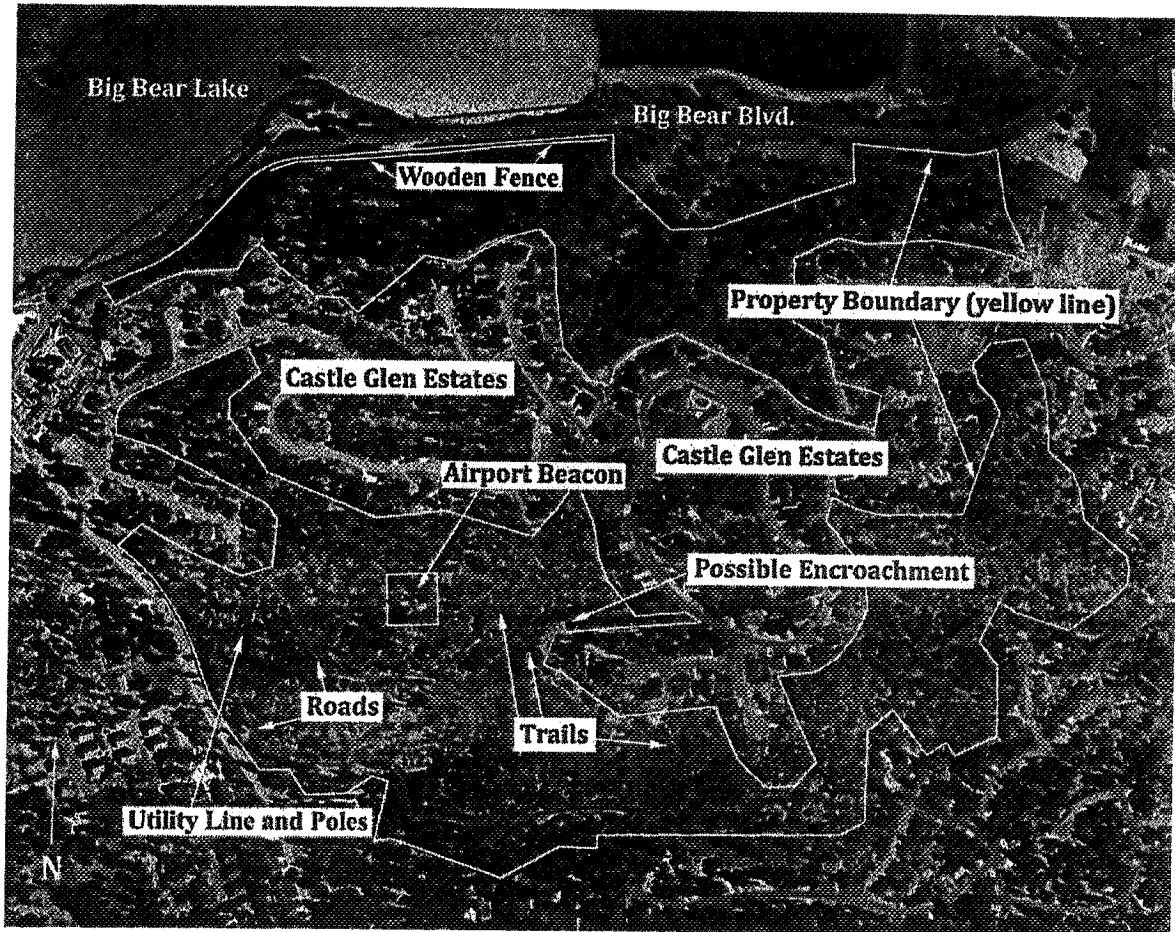 Big Bear Lake
Big Bear Blvd.
Wooden Fence
Property Boundary (yellow line)
Castle Glen Estates
Castle Glen Estates
Airport Beacon
Possible Encroachment
Roads
Trails
Utility Line and Poles
N